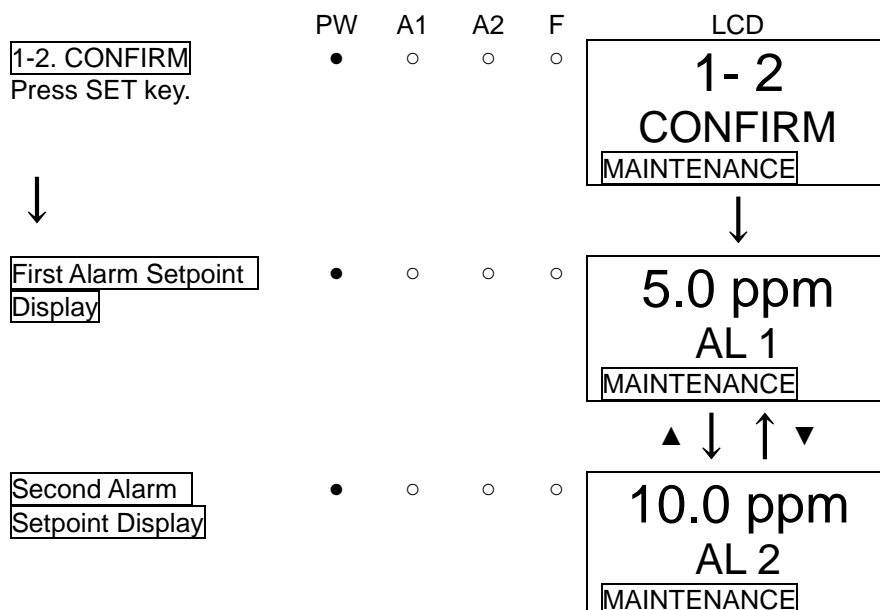 PW A1 A2 F LCD
1-2. CONFIRM ● ○ ○ ○ 1- 2
Press SET key. CONFIRM
MAINTENANCE
↓ ↓
First Alarm Setpoint ● ○ ○ ○ 5.0 ppm
Display AL 1
MAINTENANCE
▲ ↓ ↑ ▼
Second Alarm ● ○ ○ ○ 10.0 ppm
Setpoint Display AL 2
MAINTENANCE